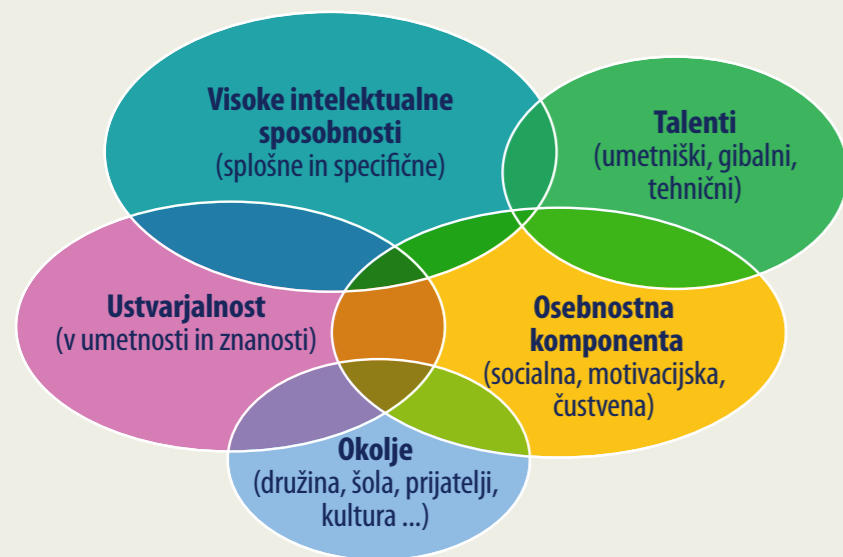 Visoke intelektualne
sposobnosti
(splošne in specifične)
Talenti
(umetniški, gibalni,
tehnični)
Ustvarjalnost
(v umetnosti in znanosti)
Osebnostna
komponenta
(socialna, motivacijska,
čustvena)
Okolje
(družina, šola, prijatelji,
kultura ...)